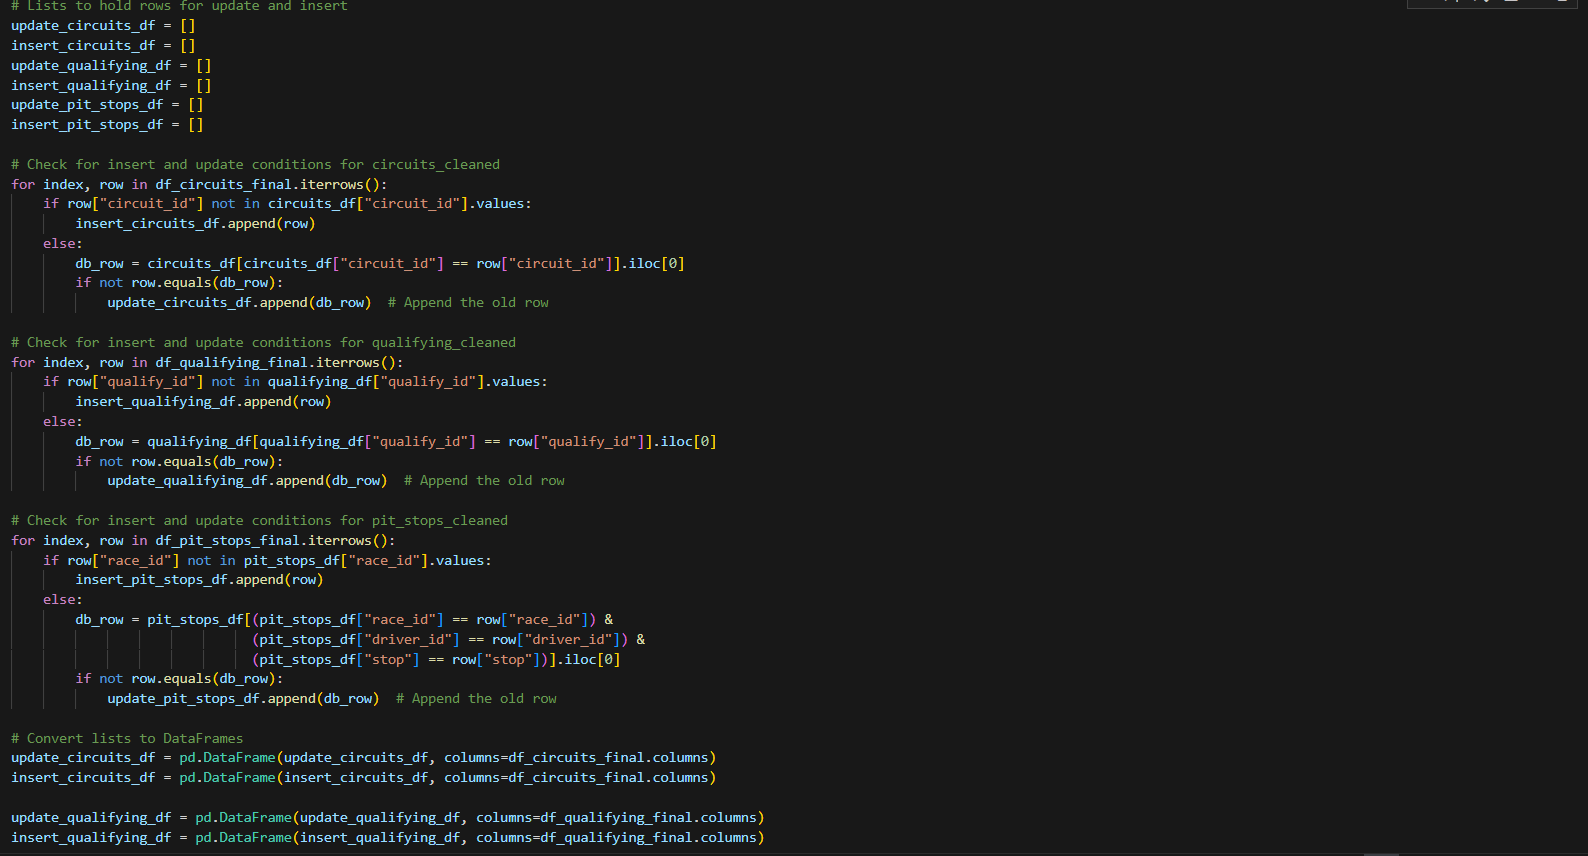 # Lists to hold rows for update and insert
update_circuits_df = []
insert_circuits_df = []
update_qualifying_df = []
insert_qualifying_df = []
update_pit_stops_df = []
insert_pit_stops_df = []

# Check for insert and update conditions for circuits_cleaned
for index, row in df_circuits_final.iterrows():
    if row["circuit_id"] not in circuits_df["circuit_id"].values:
        insert_circuits_df.append(row)
    else:
        db_row = circuits_df[circuits_df["circuit_id"] == row["circuit_id"]].iloc[0]
        if not row.equals(db_row):
            update_circuits_df.append(db_row)  # Append the old row

# Check for insert and update conditions for qualifying_cleaned
for index, row in df_qualifying_final.iterrows():
    if row["qualify_id"] not in qualifying_df["qualify_id"].values:
        insert_qualifying_df.append(row)
    else:
        db_row = qualifying_df[qualifying_df["qualify_id"] == row["qualify_id"]].iloc[0]
        if not row.equals(db_row):
            update_qualifying_df.append(db_row)  # Append the old row

# Check for insert and update conditions for pit_stops_cleaned
for index, row in df_pit_stops_final.iterrows():
    if row["race_id"] not in pit_stops_df["race_id"].values:
        insert_pit_stops_df.append(row)
    else:
        db_row = pit_stops_df[(pit_stops_df["race_id"] == row["race_id"]) &
                              (pit_stops_df["driver_id"] == row["driver_id"]) &
                              (pit_stops_df["stop"] == row["stop"])].iloc[0]
        if not row.equals(db_row):
            update_pit_stops_df.append(db_row)  # Append the old row

# Convert lists to DataFrames
update_circuits_df = pd.DataFrame(update_circuits_df, columns=df_circuits_final.columns)
insert_circuits_df = pd.DataFrame(insert_circuits_df, columns=df_circuits_final.columns)

update_qualifying_df = pd.DataFrame(update_qualifying_df, columns=df_qualifying_final.columns)
insert_qualifying_df = pd.DataFrame(insert_qualifying_df, columns=df_qualifying_final.columns)